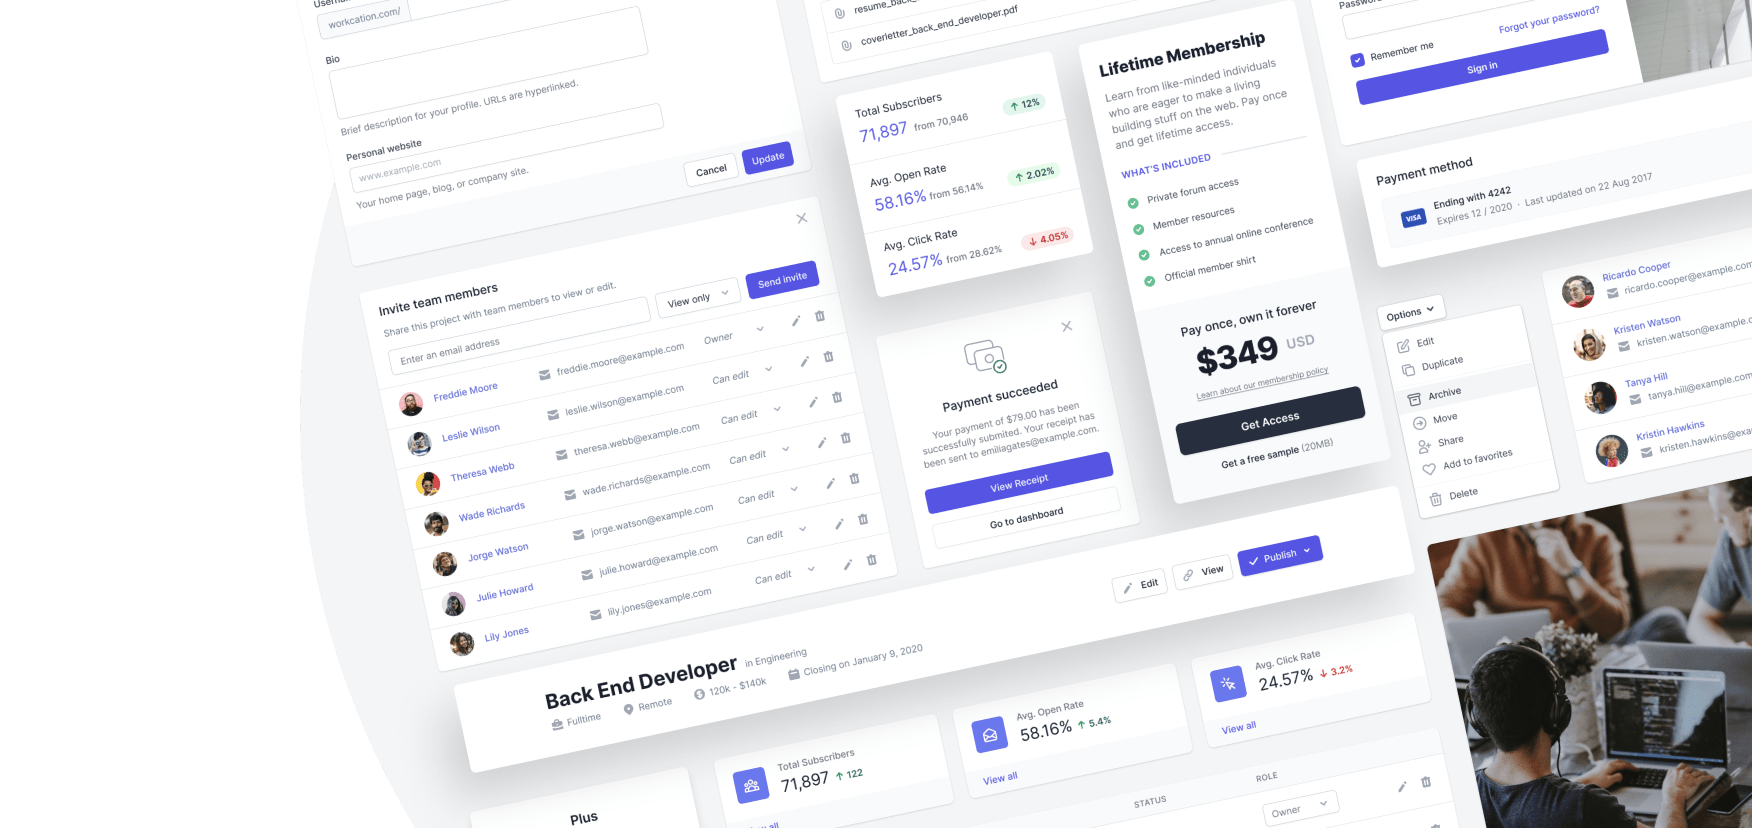 Userna
workcation.com/
Bio
Brief description for your profile. URLs are hyperlinked.
Personal website
www.example.com
Your home page, blog, or company site.
Cancel
Update
Invite team members
Share this project with team members to view or edit.
Enter an email address
View only
Send invite
Freddie Moore
freddie.moore@example.com
Owner
Leslie Wilson
leslie.wilson@example.com
Can edit
Theresa Webb
theresa.webb@example.com
Can edit
Wade Richards
wade.richards@example.com
Can edit
Jorge Watson
jorge.watson@example.com
Can edit
Julie Howard
julie.howard@example.com
Can edit
Lily Jones
lily.jones@example.com
Can edit
resume_back_
coverletter_back_end_developer.pdf
Total Subscribers
71,897 from 70,946
12%
Avg. Open Rate
58.16% from 56.14%
2.02%
Avg. Click Rate
24.57% from 28.62%
4.05%
Payment succeeded
Your payment of $79.00 has been
successfully submited. Your receipt has
been sent to emiliagates@example.com.
View Receipt
Go to dashboard
Lifetime Membership
Learn from like-minded individuals
who are eager to make a living
building stuff on the web. Pay once
and get lifetime access.
WHAT'S INCLUDED
Private forum access
Member resources
Access to annual online conference
Official member shirt
Pay once, own it forever
$349 USD
Learn about our membership policy
Get Access
Get a free sample (20MB)
Password
Remember me
Forgot your password?
Sign in
Payment method
VISA
Ending with 4242
Expires 12 / 2020 · Last updated on 22 Aug 2017
Options
Edit
Duplicate
Archive
Move
Share
Add to favorites
Delete
Ricardo Cooper
ricardo.cooper@example.com
Kristen Watson
kristen.watson@example.c
Tanya Hill
tanya.hill@example.com
Kristin Hawkins
kristen.hawkins@exam
Back End Developer in Engineering
Fulltime
Remote
120k - $140k
Closing on January 9, 2020
Edit
View
Publish
Plus
Total Subscribers
71,897
122
all
Avg. Open Rate
58.16%
5.4%
View all
Avg. Click Rate
24.57%
3.2%
View all
STATUS
ROLE
Owner